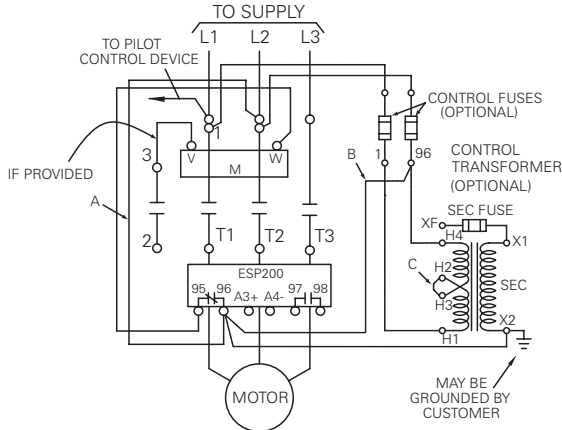 TO SUPPLY
L1 L2 L3
TO PILOT
CONTROL DEVICE
1
CONTROL FUSES
(OPTIONAL)
3
V W
M
IF PROVIDED
A
B
1 96
CONTROL
TRANSFORMER
(OPTIONAL)
SEC FUSE
XF
H4 X1
2
T1 T2 T3
C
H2
H3
SEC
ESP200
95 96 A3+ A4- 97 98
X2
H1
MOTOR
MAY BE
GROUNDED BY
CUSTOMER